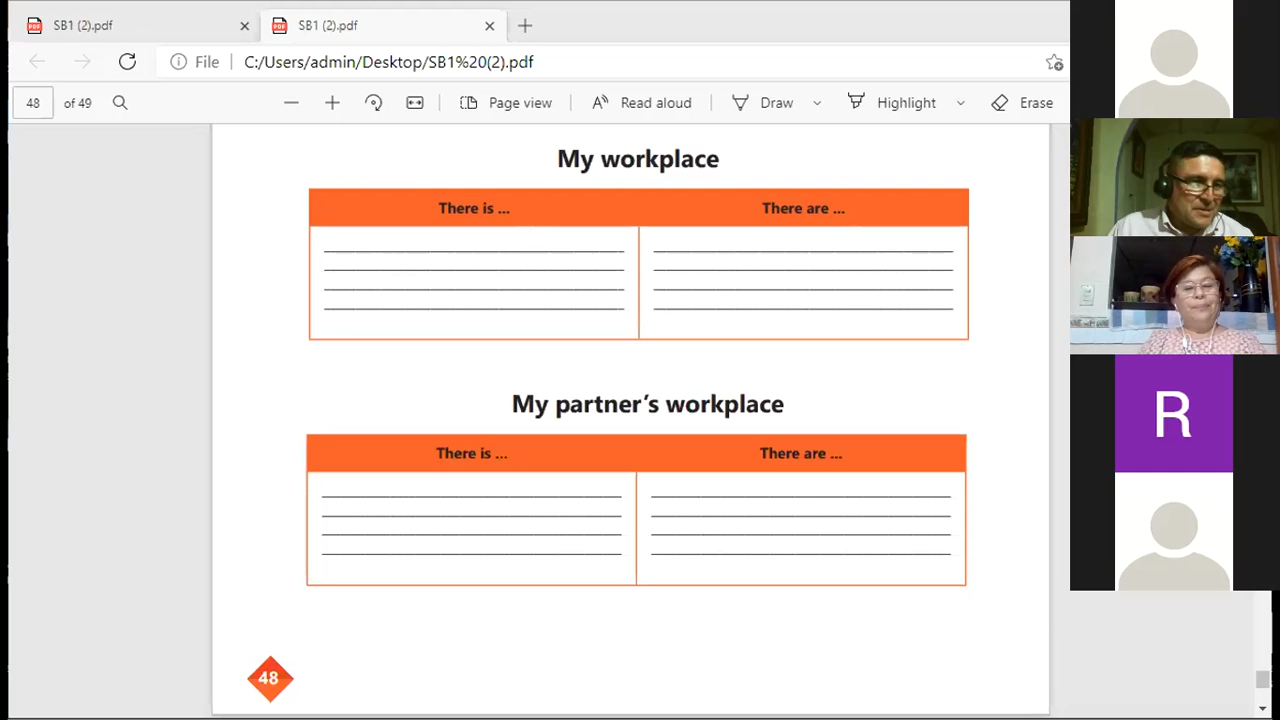 SB1 (2).pdf
SB1 (2).pdf
File
C:/Users/admin/Desktop/SB1%20(2).pdf
48 of 49
Page view
Read aloud
Draw
Highlight
Erase
My workplace
There is ... There are ...
My partner's workplace
There is ... There are ...
48
R